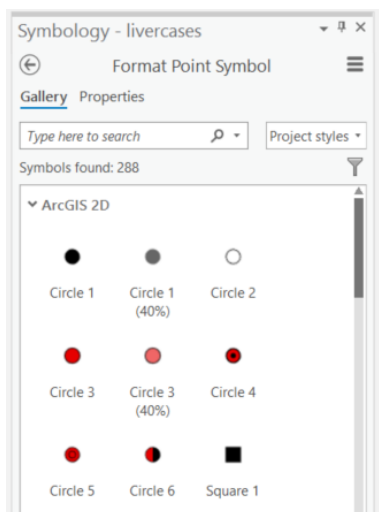 Symbology - livercases
Format Point Symbol
Gallery Properties
Type here to search Project styles
Symbols found: 288
ArcGIS 2D
Circle 1 Circle 1 Circle 2
(40%)
Circle 3 Circle 3 Circle 4
(40%)
Circle 5 Circle 6 Square 1